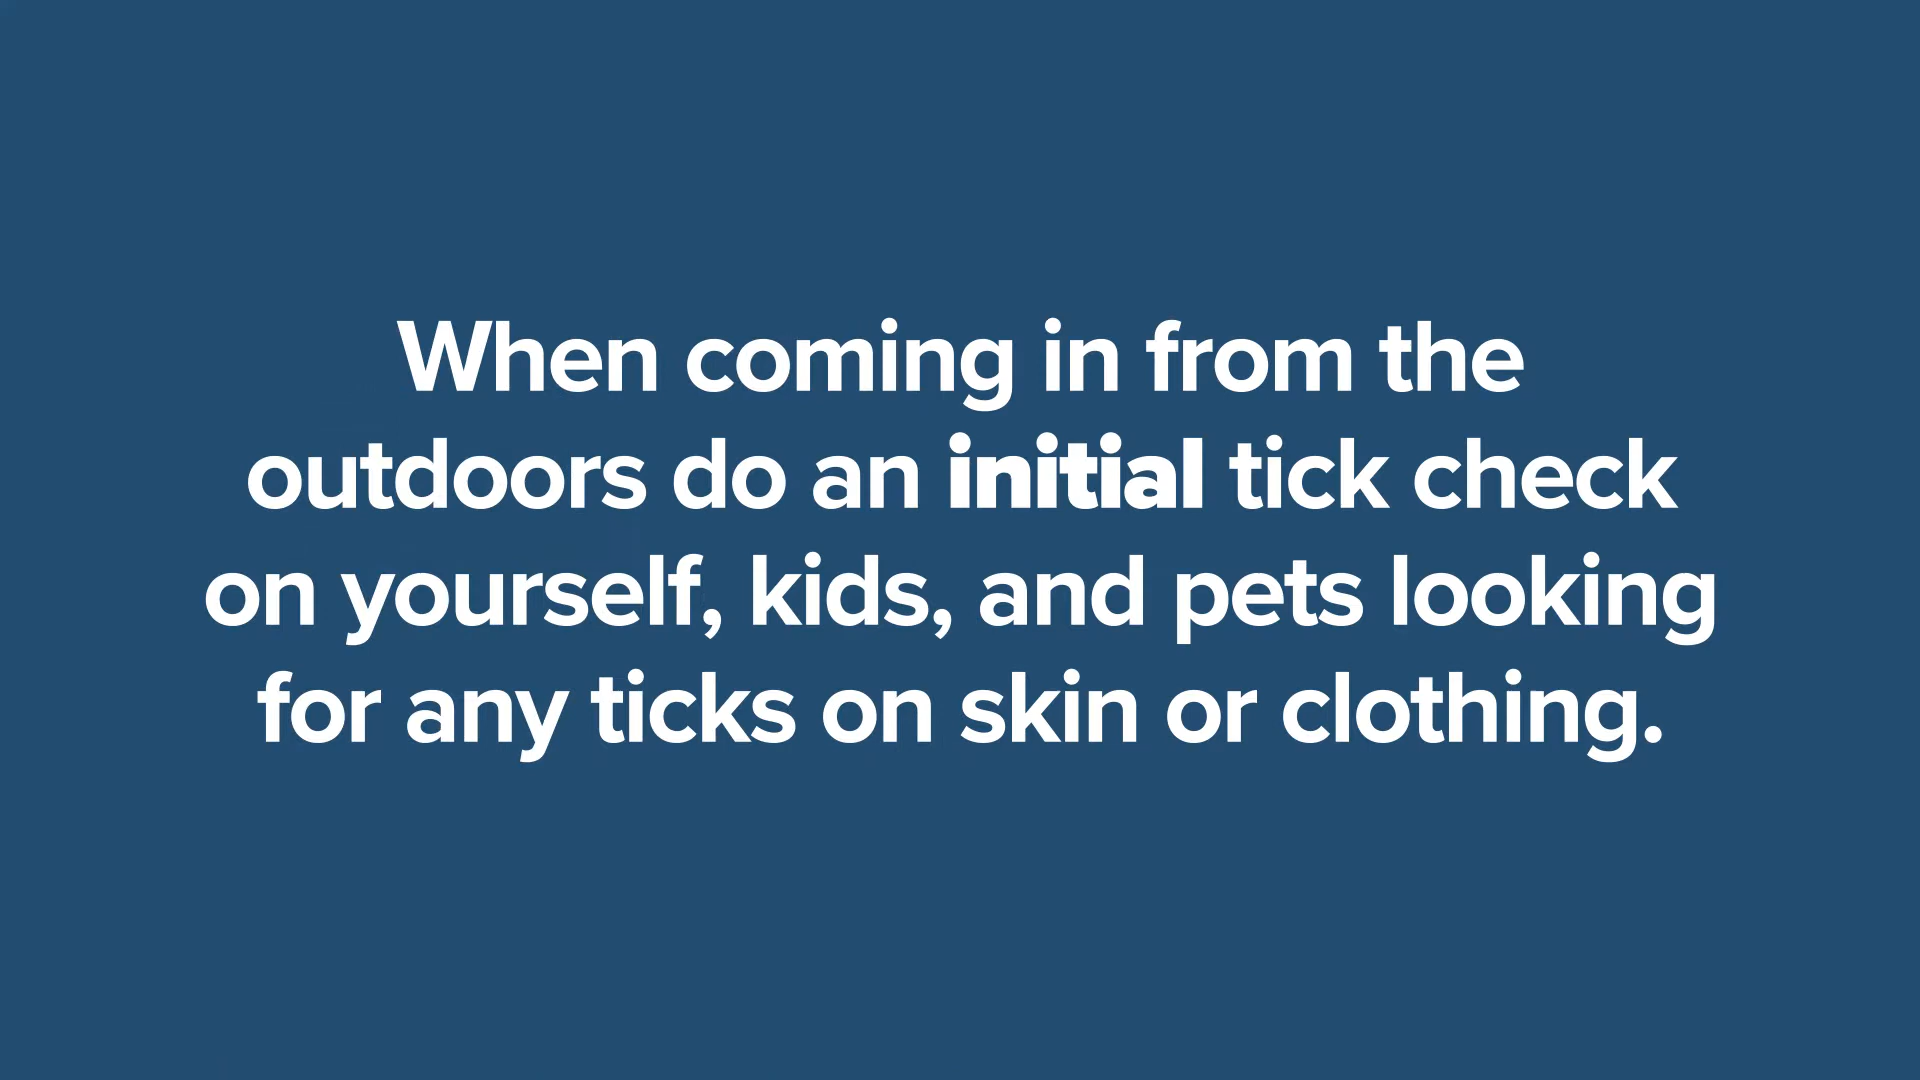 When coming in from the
outdoors do an initial tick check
on yourself, kids, and pets looking
for any ticks on skin or clothing.